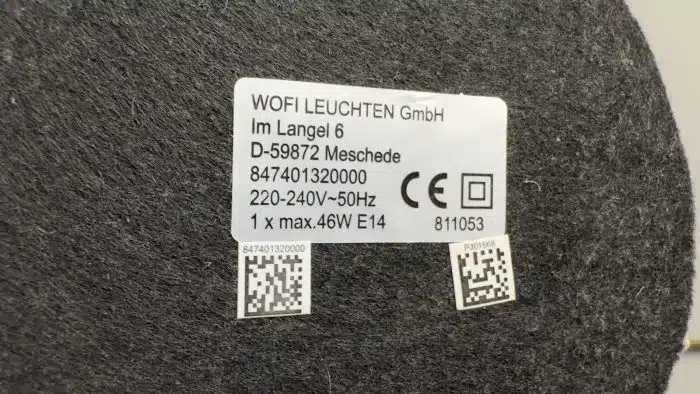 WOFI LEUCHTEN GmbH
Im Langel 6
D-59872 Meschede
847401320000
220-240V~50Hz
CE
1 x max.46W E14
811053
847401320000
P301668